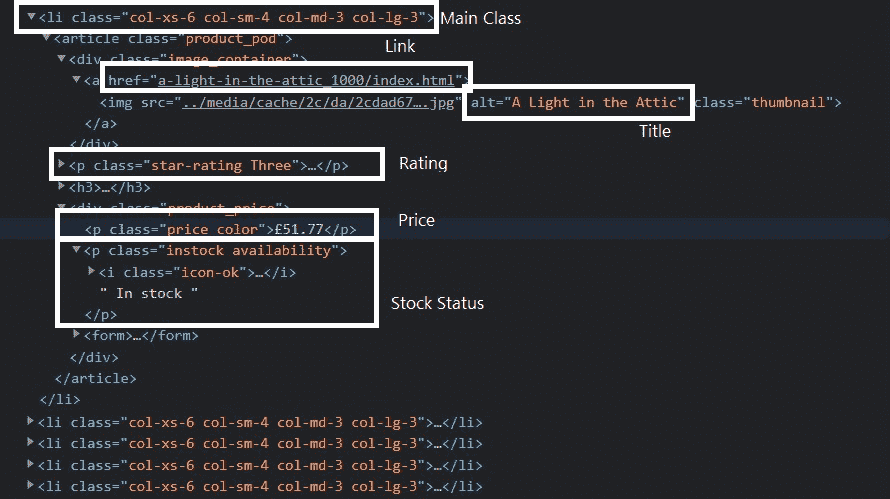 <li class="col-xs-6 col-sm-4 col-md-3 col-lg-3"> Main Class
<article class="product_pod">
Link
<div class="image_container">
<a href="a-light-in-the-attic_1000/index.html">
<img src="../media/cache/2c/da/2cdad67….jpg" alt="A Light in the Attic" class="thumbnail">
</a>
Title
</div>
<p class="star-rating Three">…</p> Rating
<h3>…</h3>
<div class="product_price">
<p class="price_color">£51.77</p> Price
<p class="instock availability">
<i class="icon-ok">…</i>
" In stock " Stock Status
</p>
<form>…</form>
</div>
</article>
</li>
<li class="col-xs-6 col-sm-4 col-md-3 col-lg-3">…</li>
<li class="col-xs-6 col-sm-4 col-md-3 col-lg-3">…</li>
<li class="col-xs-6 col-sm-4 col-md-3 col-lg-3">…</li>
<li class="col-xs-6 col-sm-4 col-md-3 col-lg-3">…</li>